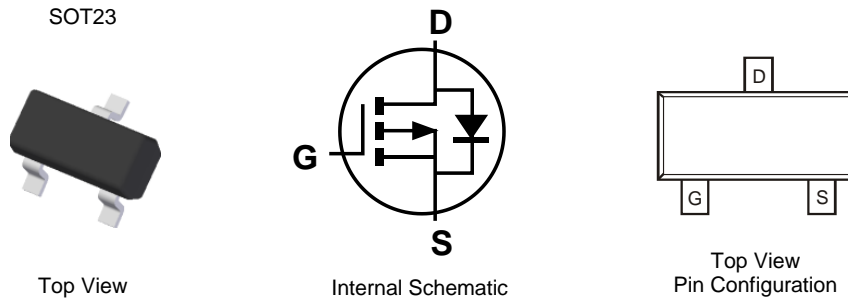 SOT23
Top View
D
G
S
Internal Schematic
D
G
S
Top View
Pin Configuration